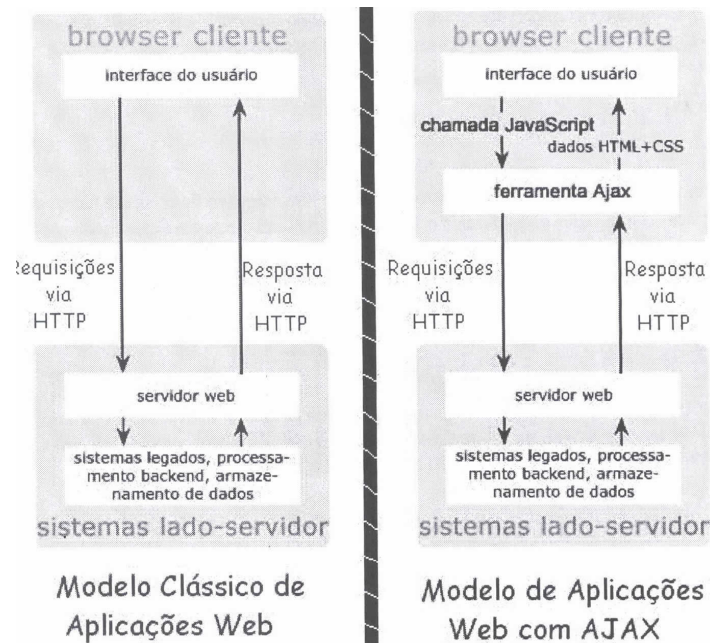 browser cliente
interface do usuário
Requisições
via
HTTP
Resposta
via
HTTP
servidor web
sistemas legados, processa-
mento backend, armaze-
namento de dados
sistemas lado-servidor
Modelo Clássico de
Aplicações Web
browser cliente
interface do usuário
chamada JavaScript
dados HTML+CSS
ferramenta Ajax
Requisições
via
HTTP
Resposta
via
HTTP
servidor web
sistemas legados, processa-
mento backend, armaze-
namento de dados
sistemas lado-servidor
Modelo de Aplicações
Web com AJAX